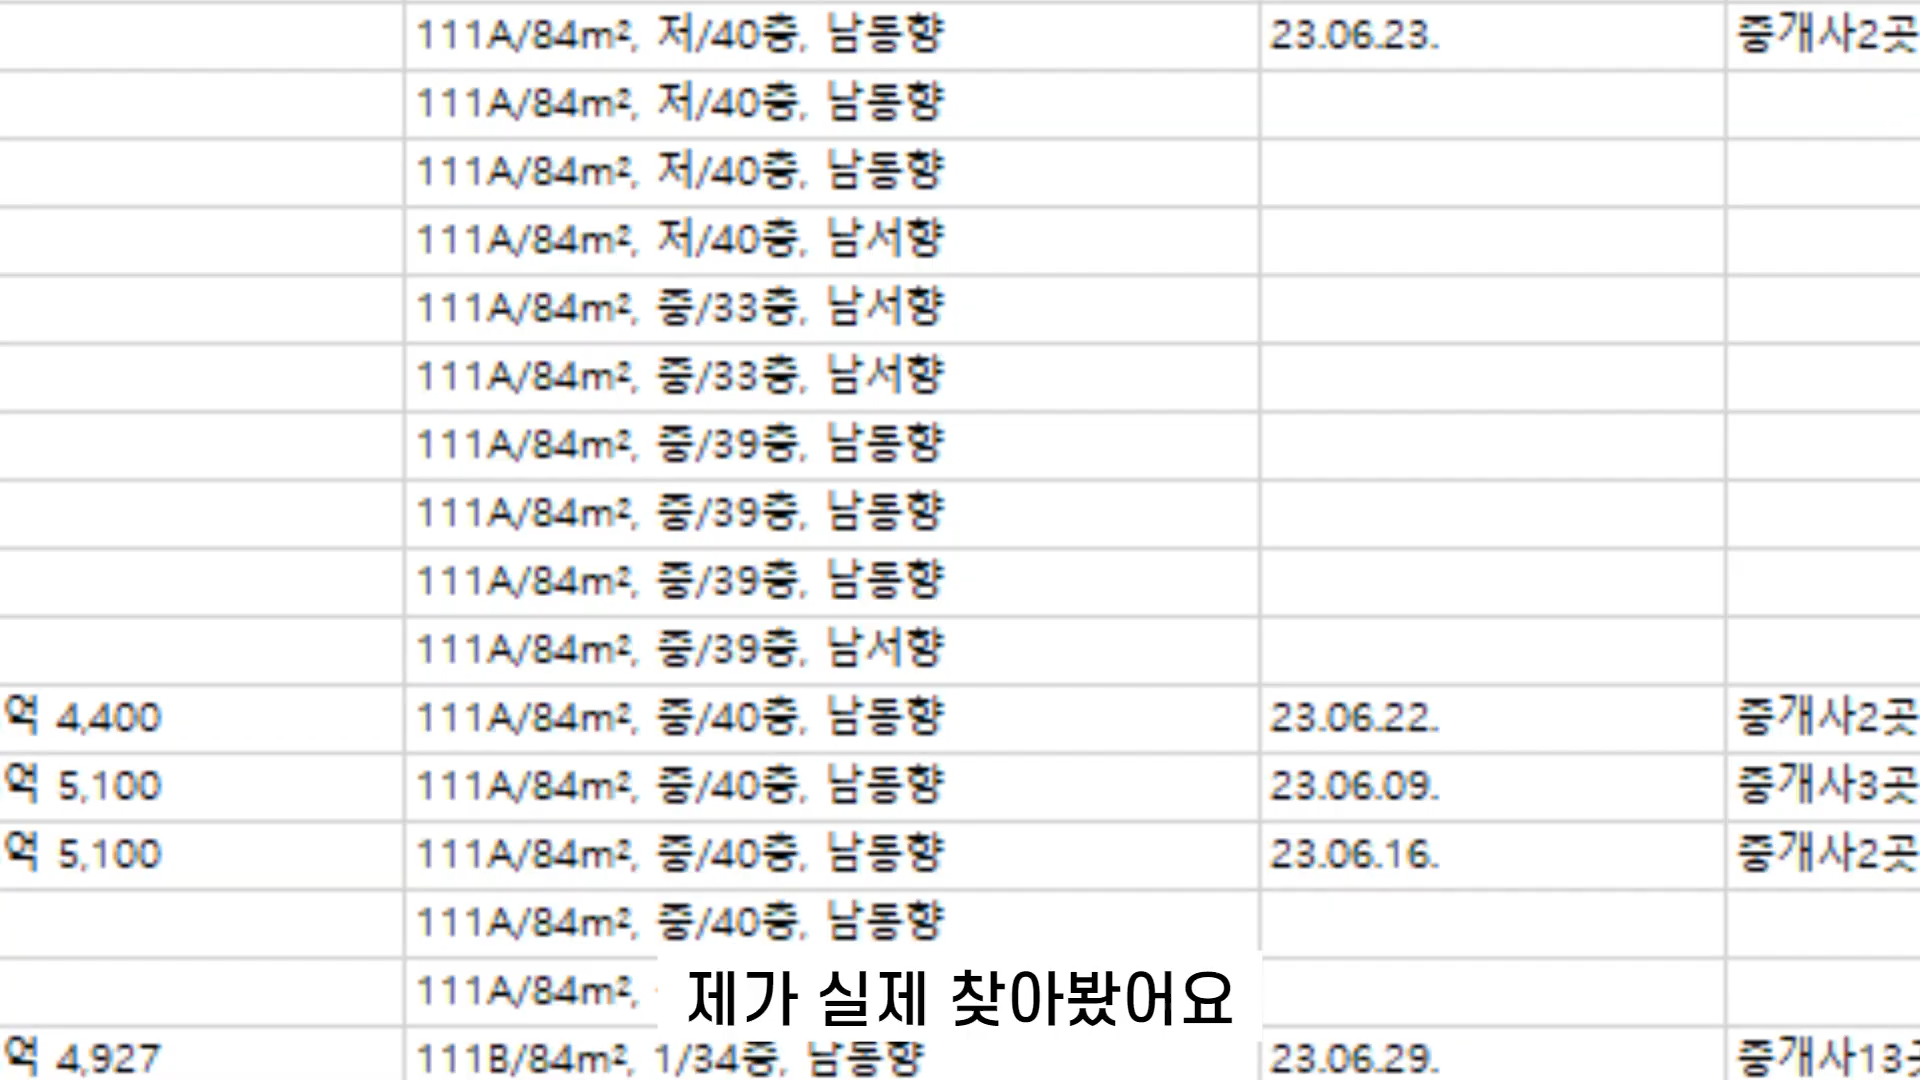 111A/84m², 저/40층, 남동향 23.06.23. 중개사2곳
111A/84m², 저/40층, 남동향
111A/84m², 저/40층, 남동향
111A/84m², 저/40층, 남서향
111A/84m², 중/33층, 남서향
111A/84m², 중/33층, 남서향
111A/84m², 중/39층, 남동향
111A/84m², 중/39층, 남동향
111A/84m², 중/39층, 남동향
111A/84m², 중/39층, 남서향
억 4,400 111A/84m², 중/40층, 남동향 23.06.22. 중개사2곳
억 5,100 111A/84m², 중/40층, 남동향 23.06.09. 중개사3곳
억 5,100 111A/84m², 중/40층, 남동향 23.06.16. 중개사2곳
111A/84m², 중/40층, 남동향
111A/84m²,
제가 실제 찾아봤어요
억 4,927 111B/84m², 1/34층, 남동향 23.06.29. 중개사13곳